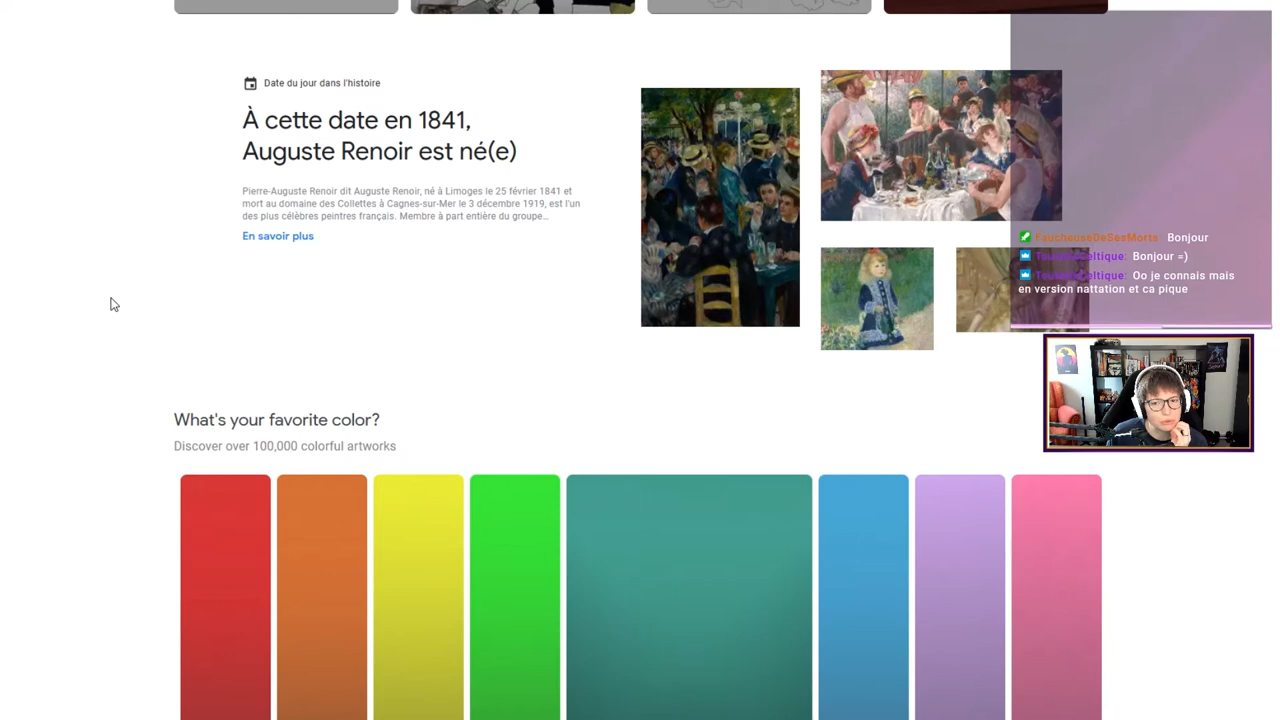 Date du jour dans l'histoire
À cette date en 1841,
Auguste Renoir est né(e)
Pierre-Auguste Renoir dit Auguste Renoir, né à Limoges le 25 février 1841 et
mort au domaine des Collettes à Cagnes-sur-Mer le 3 décembre 1919, est l'un
des plus célèbres peintres français. Membre à part entière du groupe…
En savoir plus
FaucheuseDeSesMorts: Bonjour
Bonjour =)
Oo je connais mais
en version nattation et ca pique
What's your favorite color?
Discover over 100,000 colorful artworks